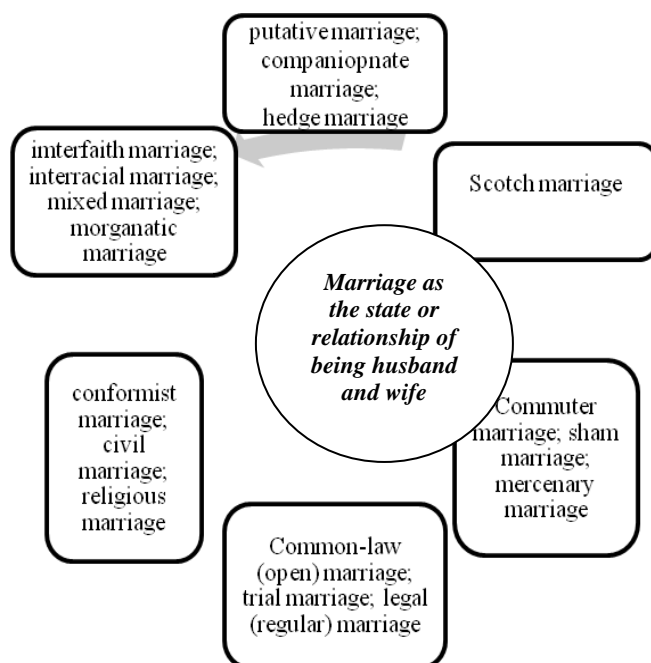 putative marriage;
companiopnate
marriage;
hedge marriage
imterfaith marriage;
interracial marriage;
mixed marriage;
morganatic
marriage
Scotch marriage
Marriage as
the state or
relationship of
being husband
and wife
conformist
marriage;
civil
marriage;
religious
marriage
Commuter
marriage; sham
marriage;
mercenary
marriage
Common-law
(open) marriage;
trial marriage; legal
(regular) marriage